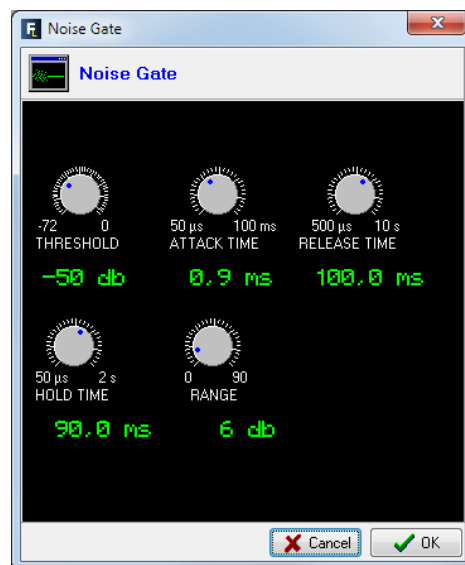 Noise Gate
Noise Gate
-72 0 50 µs 100 ms 500 µs 10 s
THRESHOLD ATTACK TIME RELEASE TIME
-50 db 0,9 ms 100,0 ms
50 µs 2 s 0 90
HOLD TIME RANGE
90,0 ms 6 db
Cancel OK